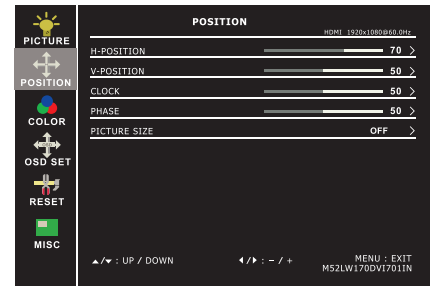 PICTURE
POSITION
COLOR
OSD SET
RESET
MISC
POSITION
HDMI 1920x1080@60.0Hz
H-POSITION 70 >
V-POSITION 50 >
CLOCK 50 >
PHASE 50 >
PICTURE SIZE OFF >
▲/▼ : UP / DOWN ◀/▶ : – / + MENU : EXIT
M52LW170DVI701IN